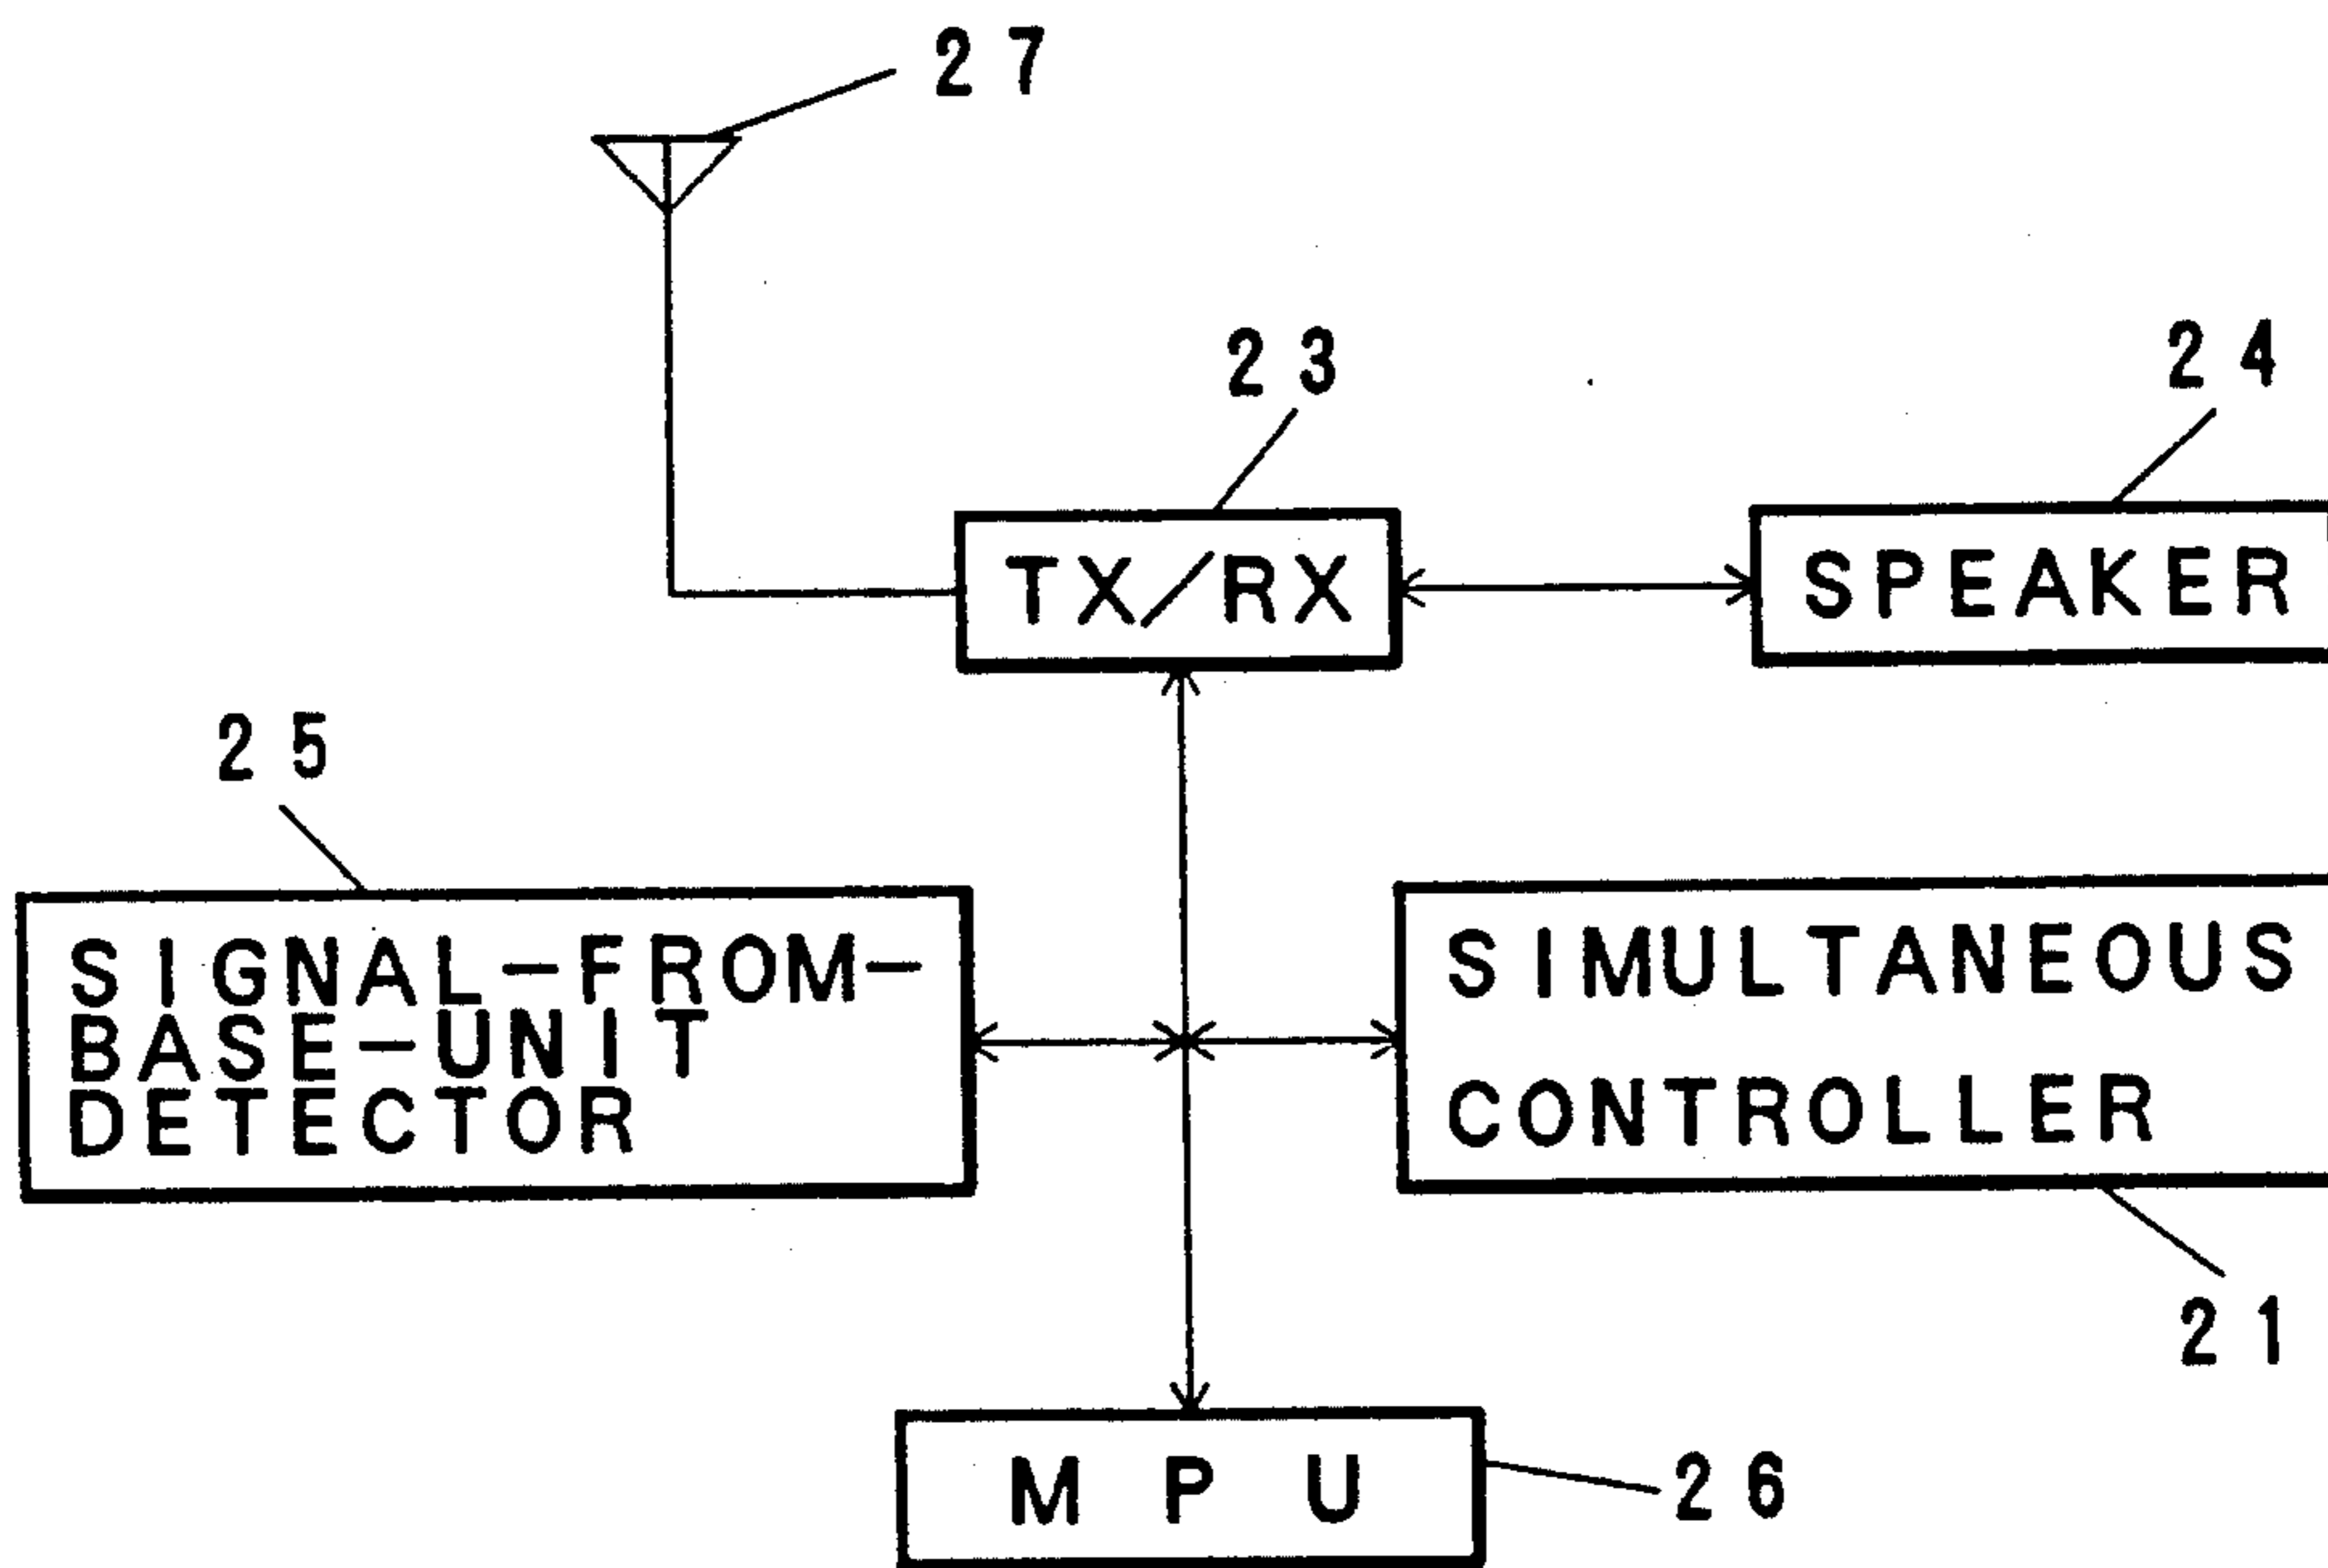 27
23
24
TX/RX
SPEAKER
25
SIGNAL-FROM-
BASE-UNIT
DETECTOR
SIMULTANEOUS
CONTROLLER
21
MPU
26